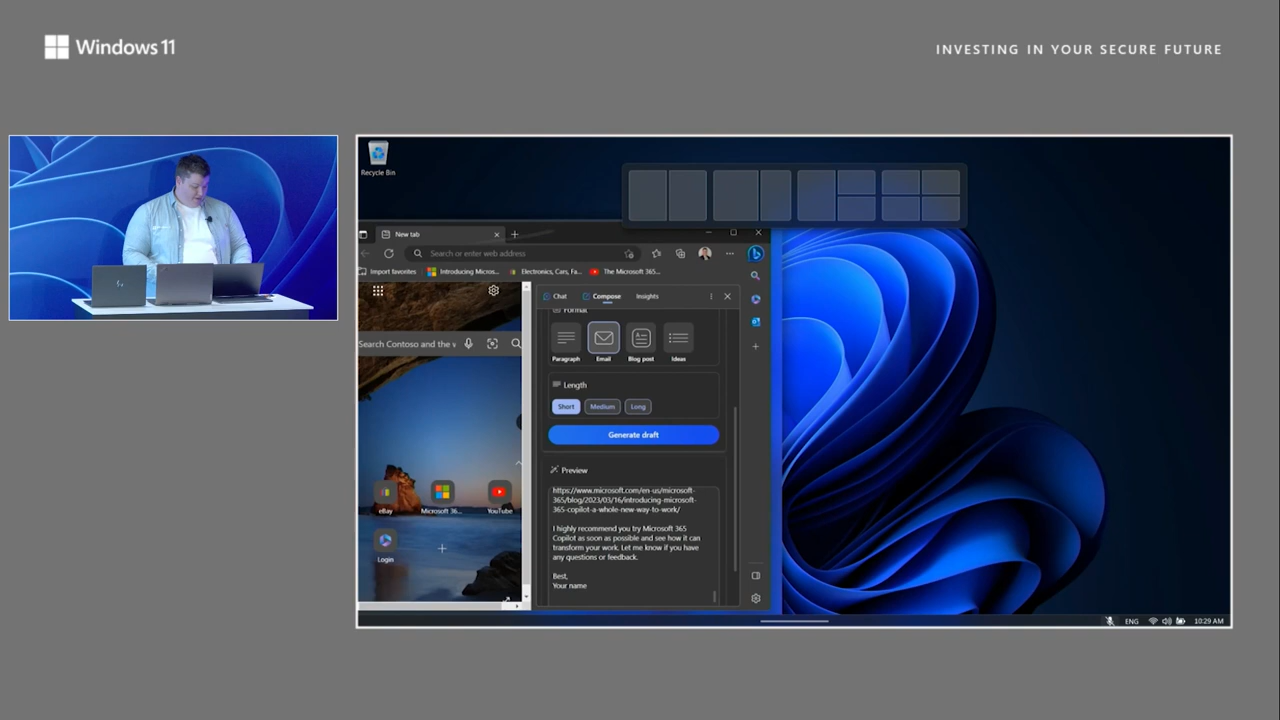 Windows 11
INVESTING IN YOUR SECURE FUTURE
Recycle Bin
New tab
Search or enter web address
Import favorites
Introducing Micros...
Electronics, Cars, Fa...
The Microsoft 365...
Search Contoso and the w
eBay
Microsoft 36...
YouTube
Login
Chat
Compose
Insights
Format
Paragraph
Email
Blog post
Ideas
Length
Short
Medium
Long
Generate draft
Preview
https://www.microsoft.com/en-us/microsoft-
365/blog/2023/03/16/introducing-microsoft-
365-copilot-a-whole-new-way-to-work/
I highly recommend you try Microsoft 365
Copilot as soon as possible and see how it can
transform your work. Let me know if you have
any questions or feedback.
Best,
Your name
ENG
10:29 AM